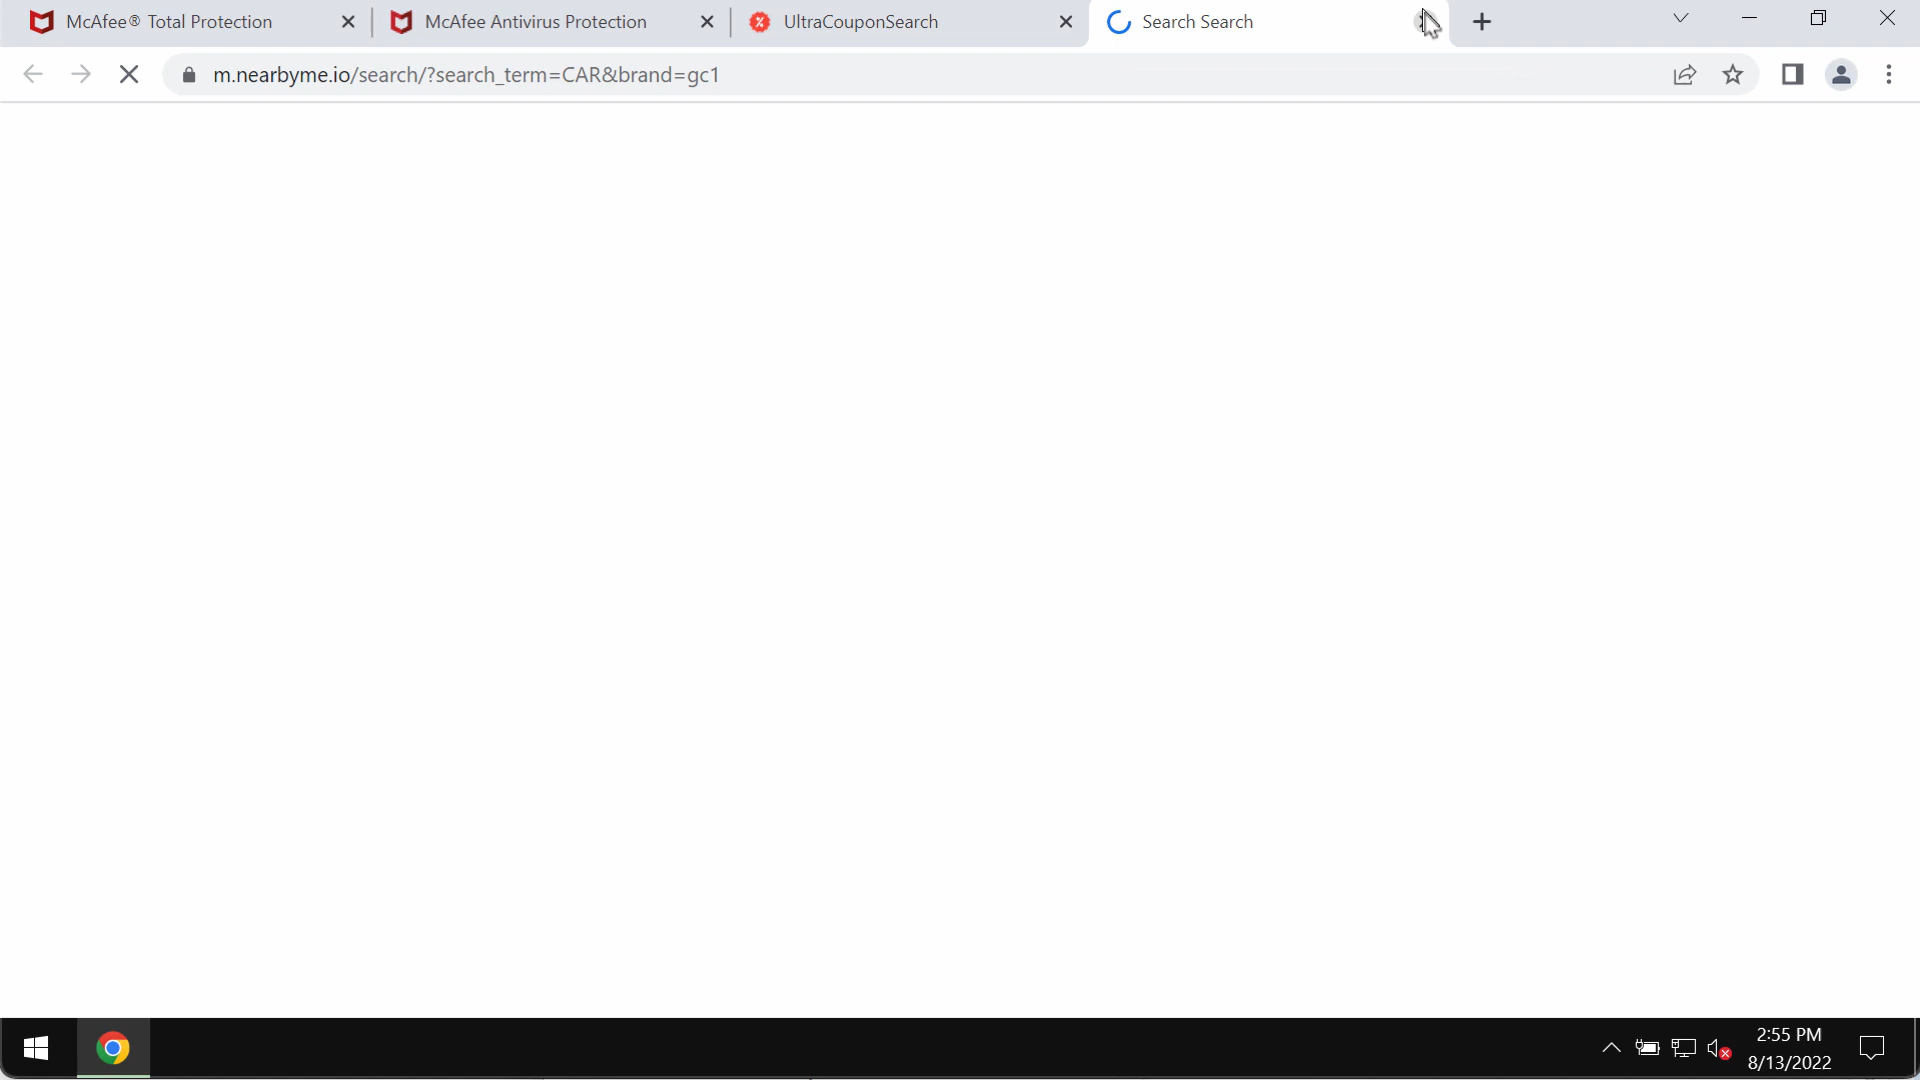 McAfee® Total Protection
McAfee Antivirus Protection
UltraCouponSearch
Search Search
m.nearbyme.io/search/?search_term=CAR&brand=gc1
2:55 PM
8/13/2022